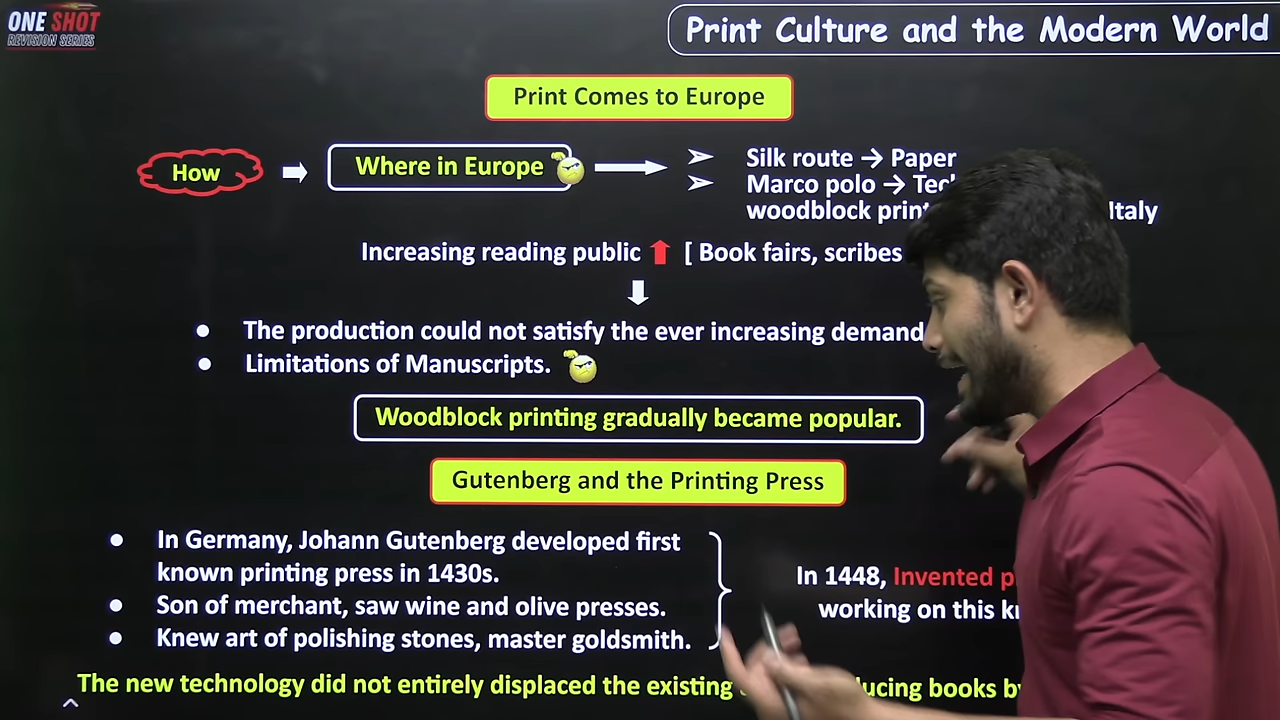 ONE SHOT
REVISION SERIES
Print Culture and the Modern World
Print Comes to Europe
How
Where in Europe
Silk route → Paper
Marco polo →
woodblock
Italy
Increasing reading public [ Book fairs, scribes
The production could not satisfy the ever increasing demand
Limitations of Manuscripts.
Woodblock printing gradually became popular.
Gutenberg and the Printing Press
In Germany, Johann Gutenberg developed first
known printing press in 1430s.
Son of merchant, saw wine and olive presses.
Knew art of polishing stones, master goldsmith.
In 1448, Invented
working on this
The new technology did not entirely displaced the existing books